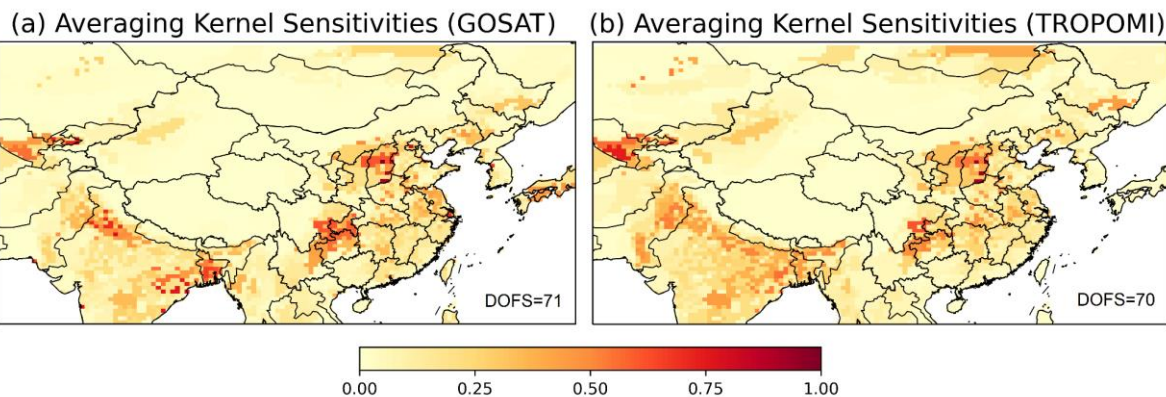 (a) Averaging Kernel Sensitivities (GOSAT)
(b) Averaging Kernel Sensitivities (TROPOMI)
DOFS=71
DOFS=70
0.00 0.25 0.50 0.75 1.00